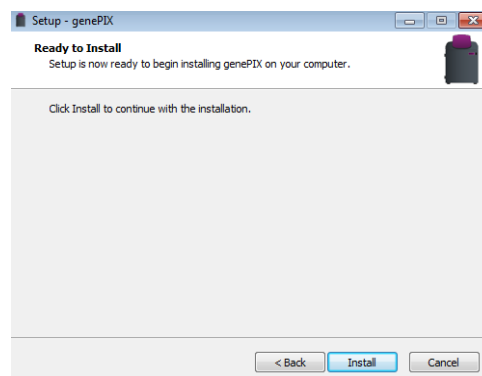 Setup - genePIX
Ready to Install
Setup is now ready to begin installing genePIX on your computer.
Click Install to continue with the installation.
< Back
Install
Cancel